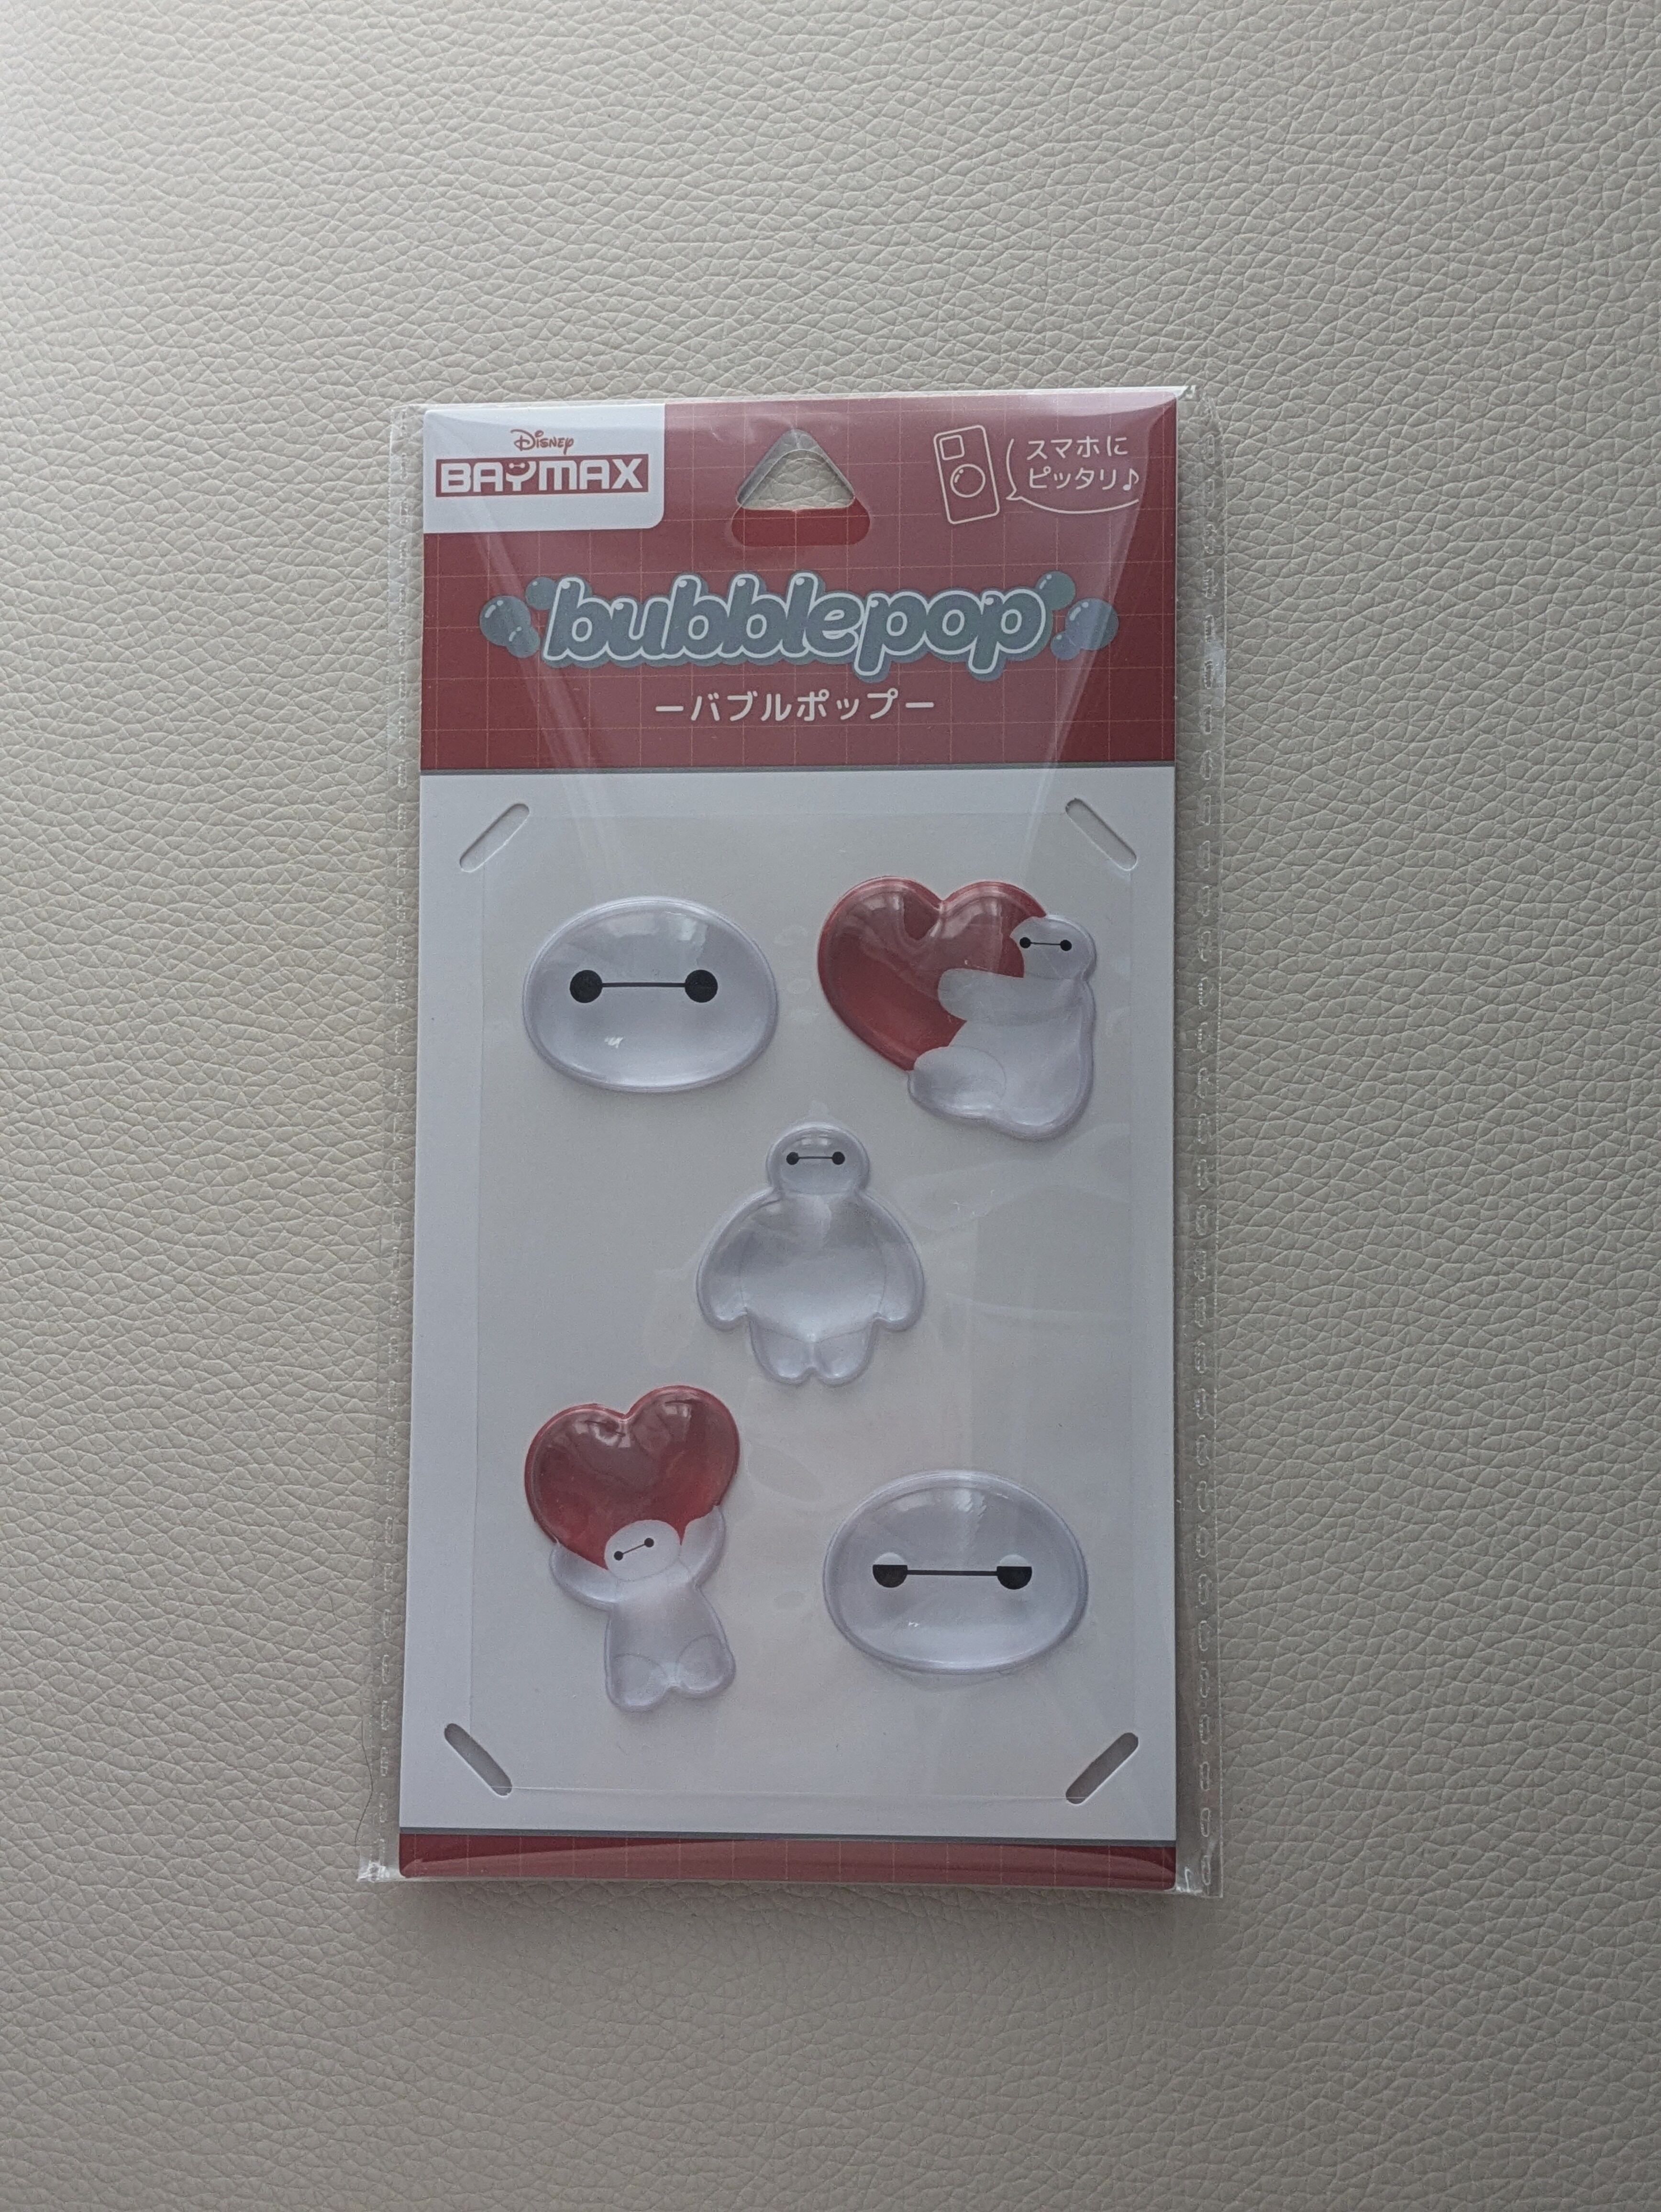 Disney
BAYMAX
スマホに
ピッタリ♪
bubblepop
ーバブルポップー